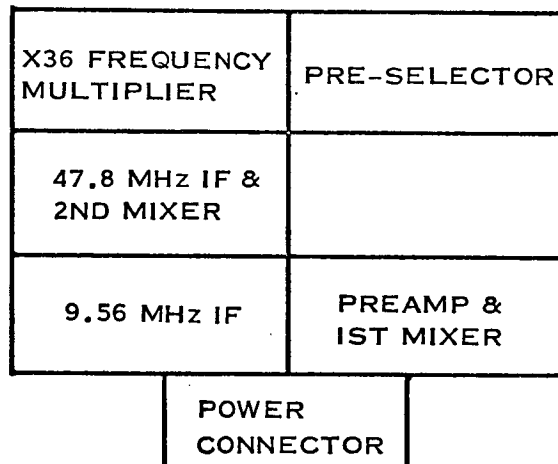 X36 FREQUENCY
MULTIPLIER
PRE-SELECTOR
47.8 MHz IF &
2ND MIXER
9.56 MHz IF
PREAMP &
IST MIXER
POWER
CONNECTOR